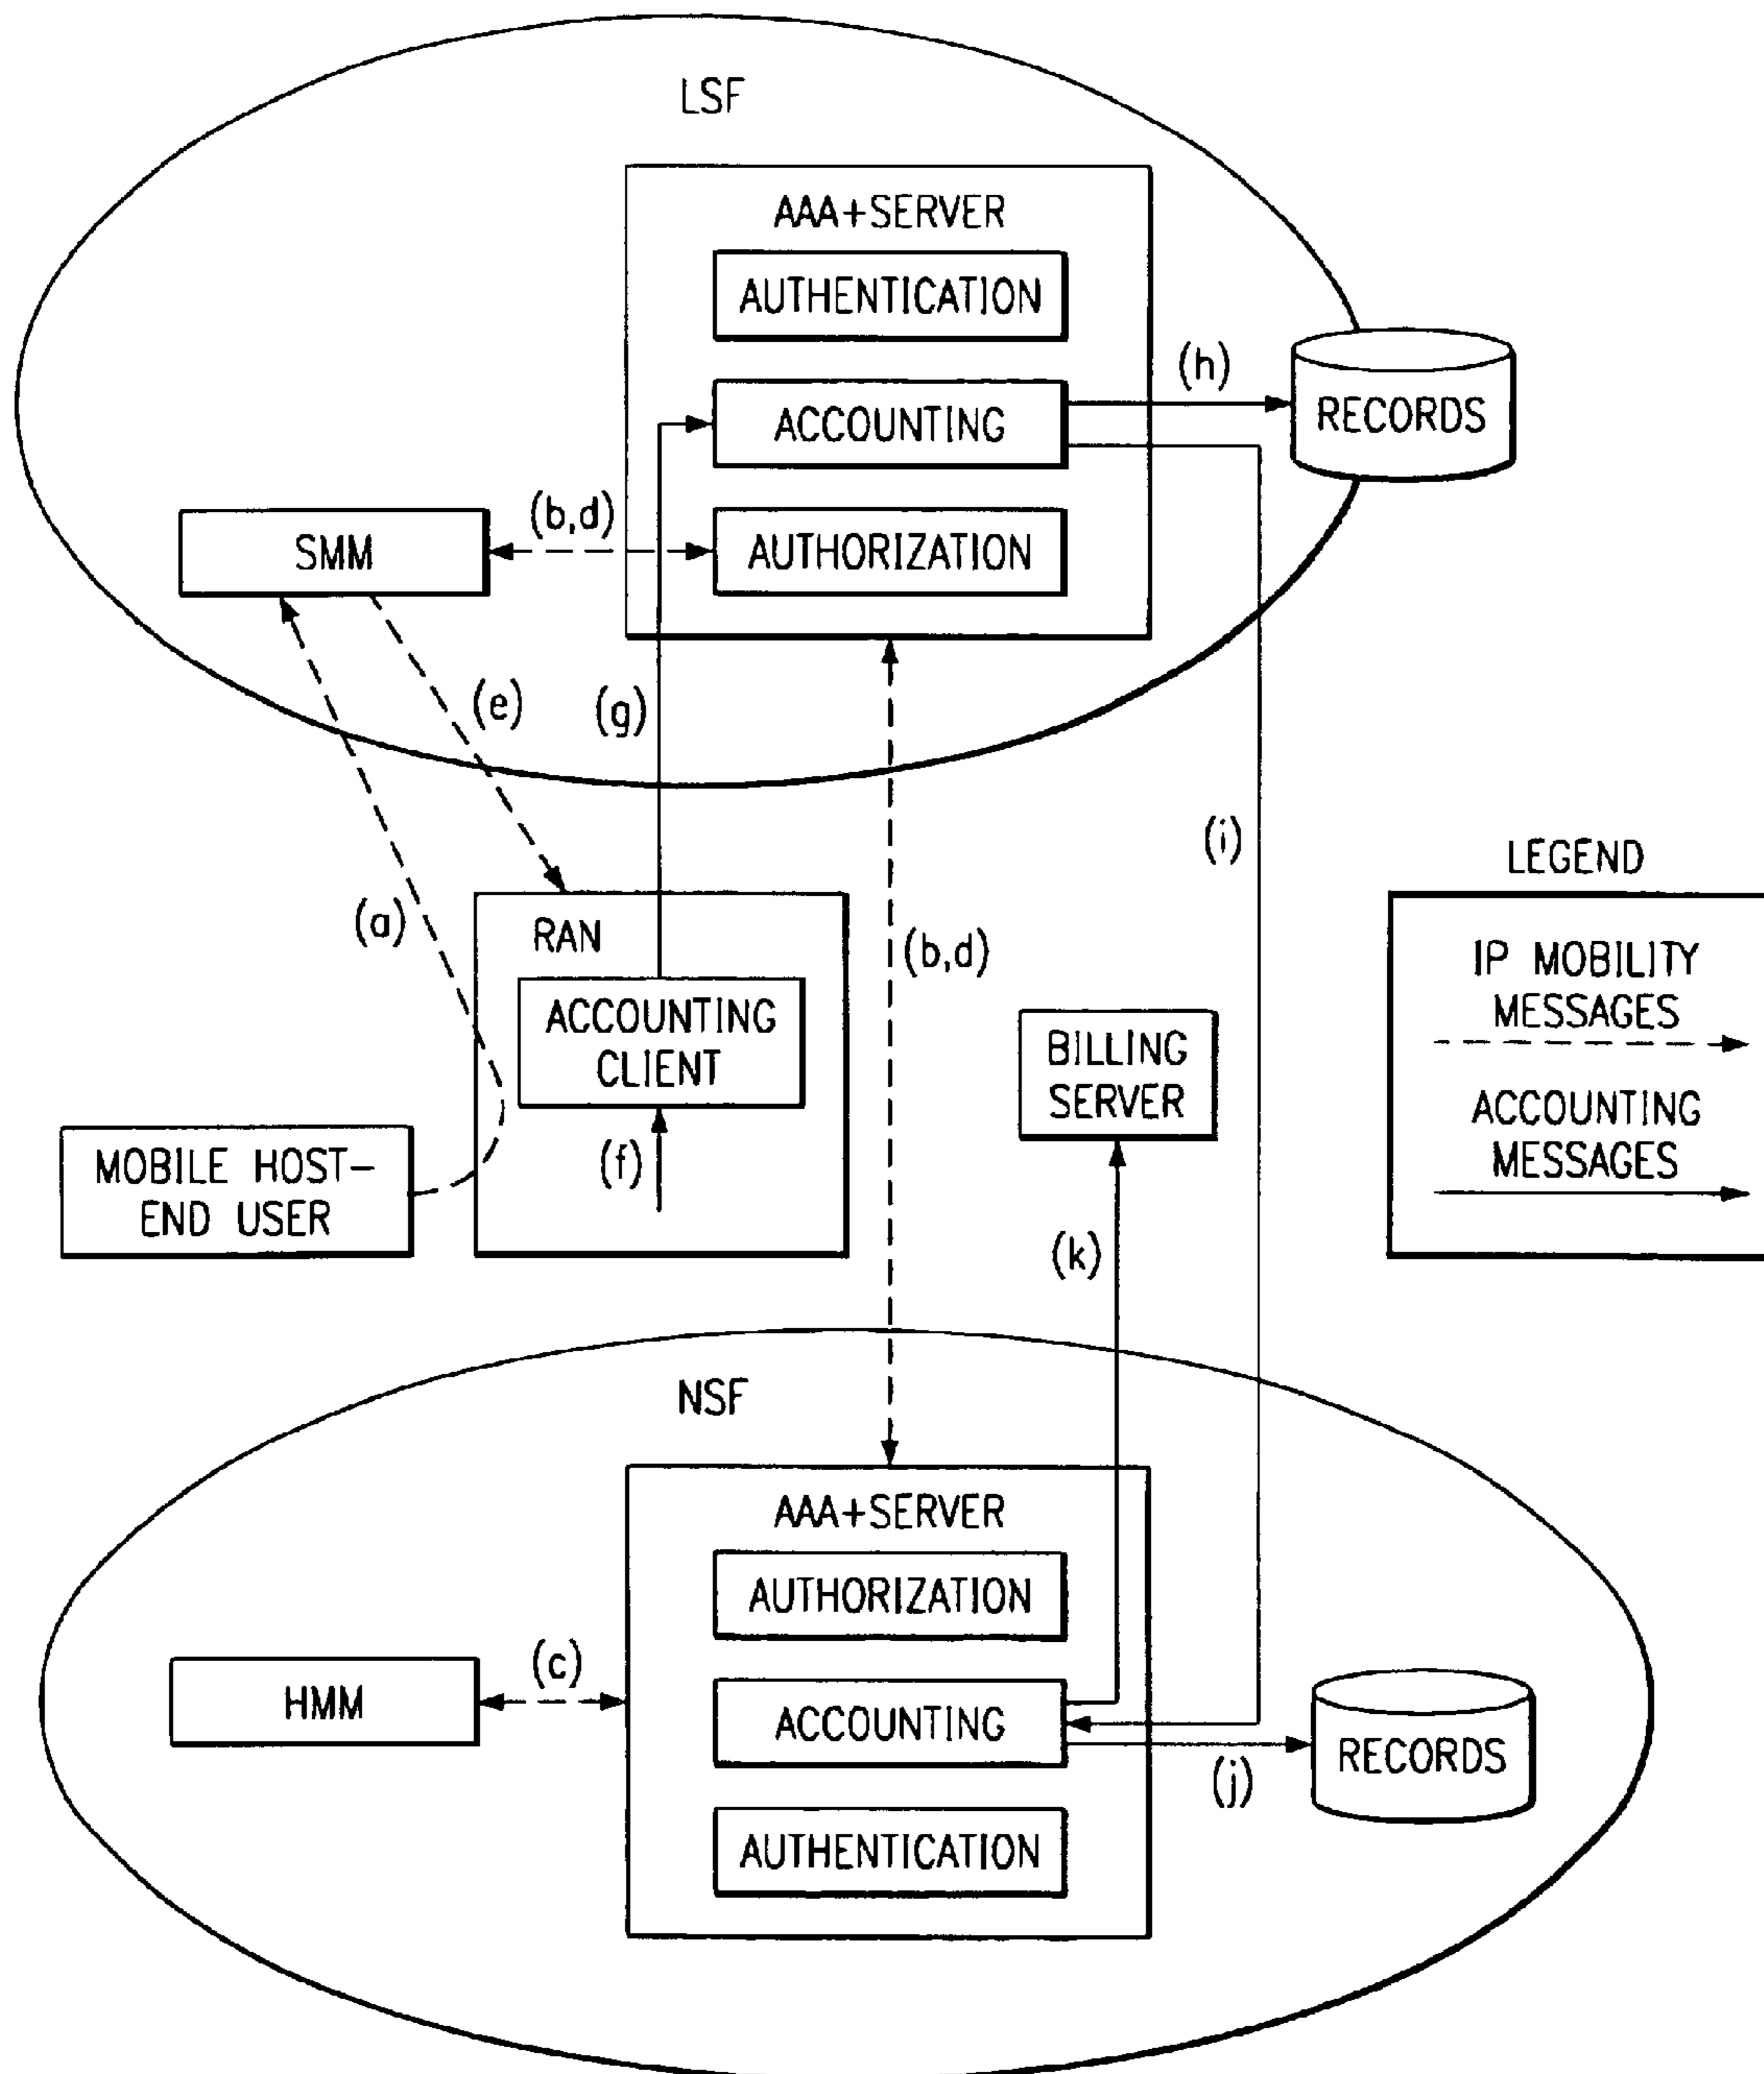 LSF
AAA+SERVER
AUTHENTICATION
(h)
ACCOUNTING
RECORDS
(b,d)
SMM
AUTHORIZATION
(e)
(g)
(i)
LEGEND
(a)
RAN
(b,d)
IP MOBILITY
MESSAGES
ACCOUNTING
CLIENT
BILLING
SERVER
ACCOUNTING
MESSAGES
MOBILE HOST-
END USER
(f)
(k)
NSF
AAA+SERVER
AUTHORIZATION
(c)
HMM
ACCOUNTING
RECORDS
(j)
AUTHENTICATION